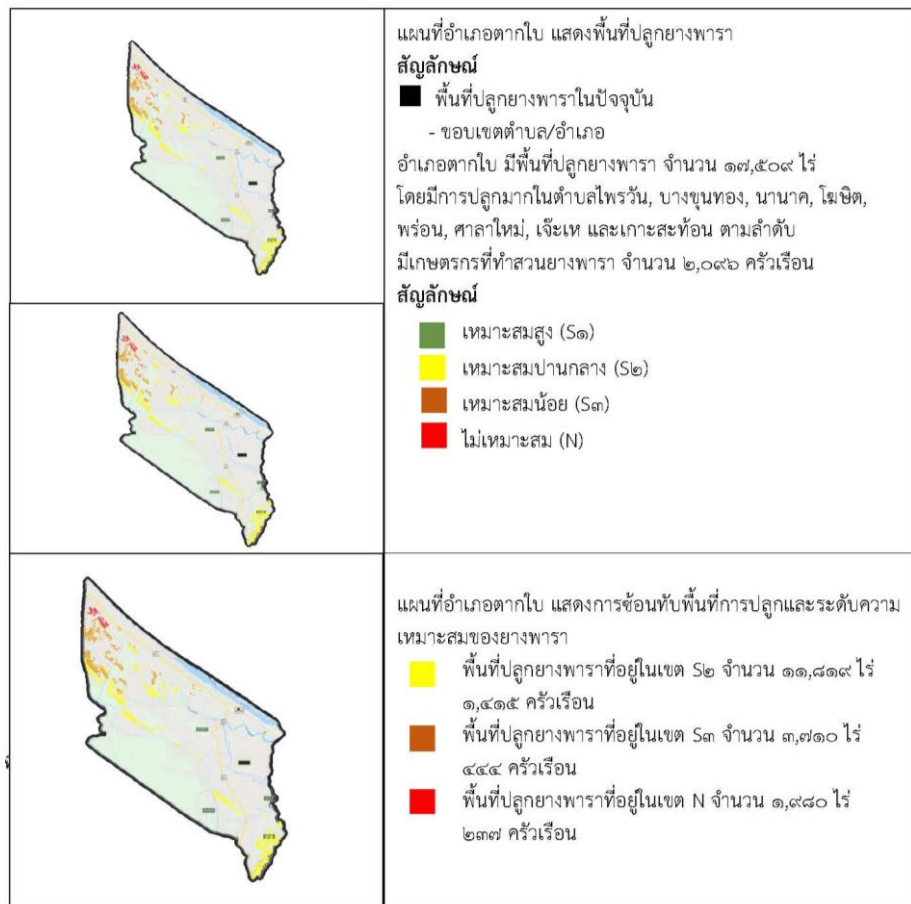 แผนที่อำเภอตากใบ แสดงพื้นที่ปลูกยางพารา
สัญลักษณ์
พื้นที่ปลูกยางพาราในปัจจุบัน
- ขอบเขตตำบล/อำเภอ
อำเภอตากใบ มีพื้นที่ปลูกยางพารา จำนวน ๑๗,๕๐๙ ไร่
โดยมีการปลูกมากในตำบลไพรวัน, บางขุนทอง, นานาค, โฆษิต,
พร่อน, ศาลาใหม่, เจ๊ะเห และเกาะสะท้อน ตามลำดับ
มีเกษตรกรที่ทำสวนยางพารา จำนวน ๒,๐๙๖ ครัวเรือน
สัญลักษณ์
เหมาะสมสูง (S๑)
เหมาะสมปานกลาง (S๒)
เหมาะสมน้อย (S๓)
ไม่เหมาะสม (N)
แผนที่อำเภอตากใบ แสดงการซ้อนทับพื้นที่การปลูกและระดับความ
เหมาะสมของยางพารา
พื้นที่ปลูกยางพาราที่อยู่ในเขต S๒ จำนวน ๑๑,๘๑๙ ไร่
๑,๔๑๕ ครัวเรือน
พื้นที่ปลูกยางพาราที่อยู่ในเขต S๓ จำนวน ๓,๗๑๐ ไร่
๔๔๔ ครัวเรือน
พื้นที่ปลูกยางพาราที่อยู่ในเขต N จำนวน ๑,๙๘๐ ไร่
๒๓๗ ครัวเรือน